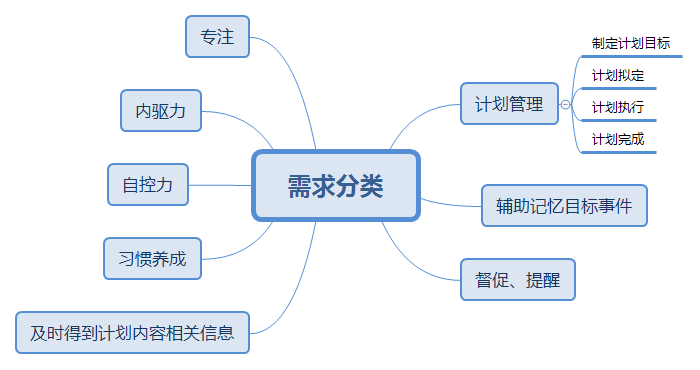 需求分类
计划管理
制定计划目标
计划拟定
计划执行
计划完成
辅助记忆目标事件
督促、提醒
专注
内驱力
自控力
习惯养成
及时得到计划内容相关信息